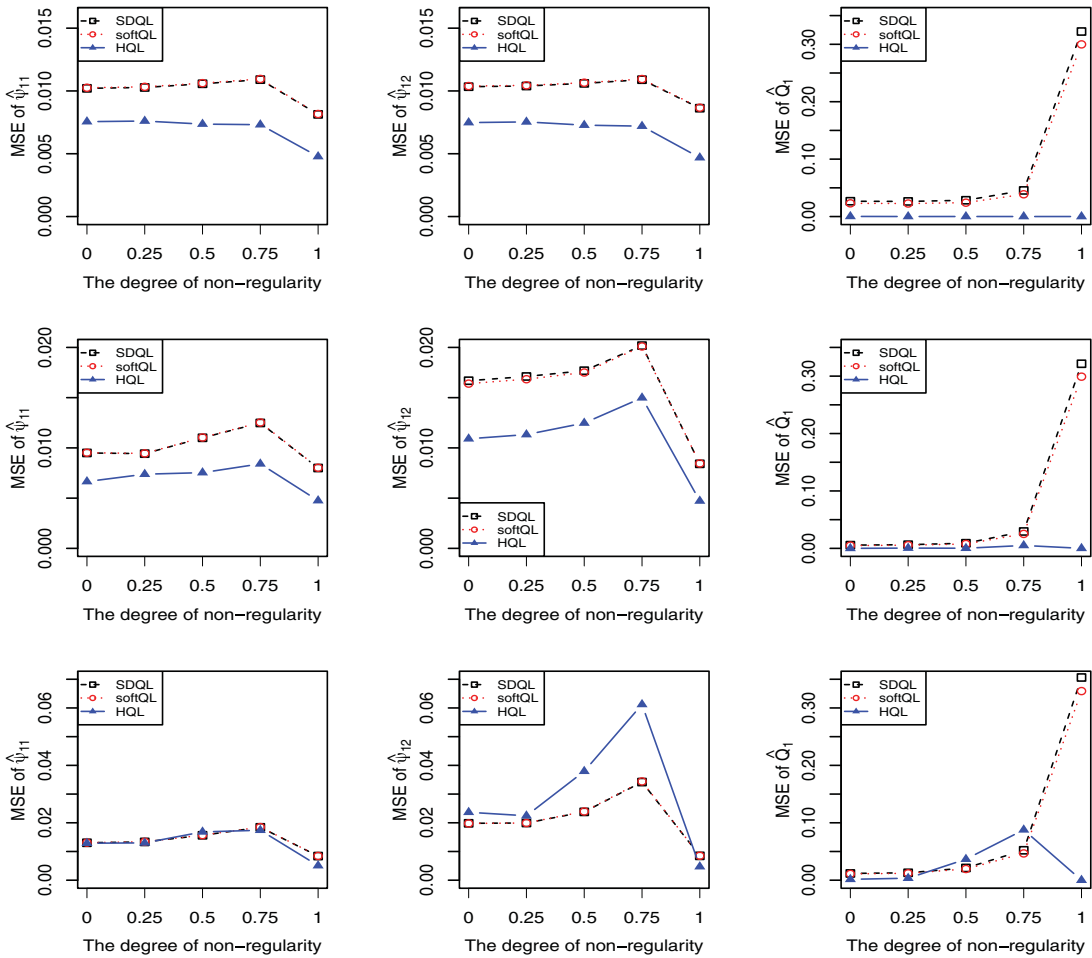 MSE of ψ̂₁₁
0.000 0.005 0.010 0.015
SDQL
softQL
HQL
0 0.25 0.5 0.75 1
The degree of non−regularity
MSE of ψ̂₁₂
0.000 0.005 0.010 0.015
SDQL
softQL
HQL
0 0.25 0.5 0.75 1
The degree of non−regularity
MSE of Q̂₁
0.00 0.10 0.20 0.30
SDQL
softQL
HQL
0 0.25 0.5 0.75 1
The degree of non−regularity
MSE of ψ̂₁₁
0.000 0.010 0.020
SDQL
softQL
HQL
0 0.25 0.5 0.75 1
The degree of non−regularity
MSE of ψ̂₁₂
0.000 0.010 0.020
SDQL
softQL
HQL
0 0.25 0.5 0.75 1
The degree of non−regularity
MSE of Q̂₁
0.00 0.10 0.20 0.30
SDQL
softQL
HQL
0 0.25 0.5 0.75 1
The degree of non−regularity
MSE of ψ̂₁₁
0.00 0.02 0.04 0.06
SDQL
softQL
HQL
0 0.25 0.5 0.75 1
The degree of non−regularity
MSE of ψ̂₁₂
0.00 0.02 0.04 0.06
SDQL
softQL
HQL
0 0.25 0.5 0.75 1
The degree of non−regularity
MSE of Q̂₁
0.00 0.10 0.20 0.30
SDQL
softQL
HQL
0 0.25 0.5 0.75 1
The degree of non−regularity